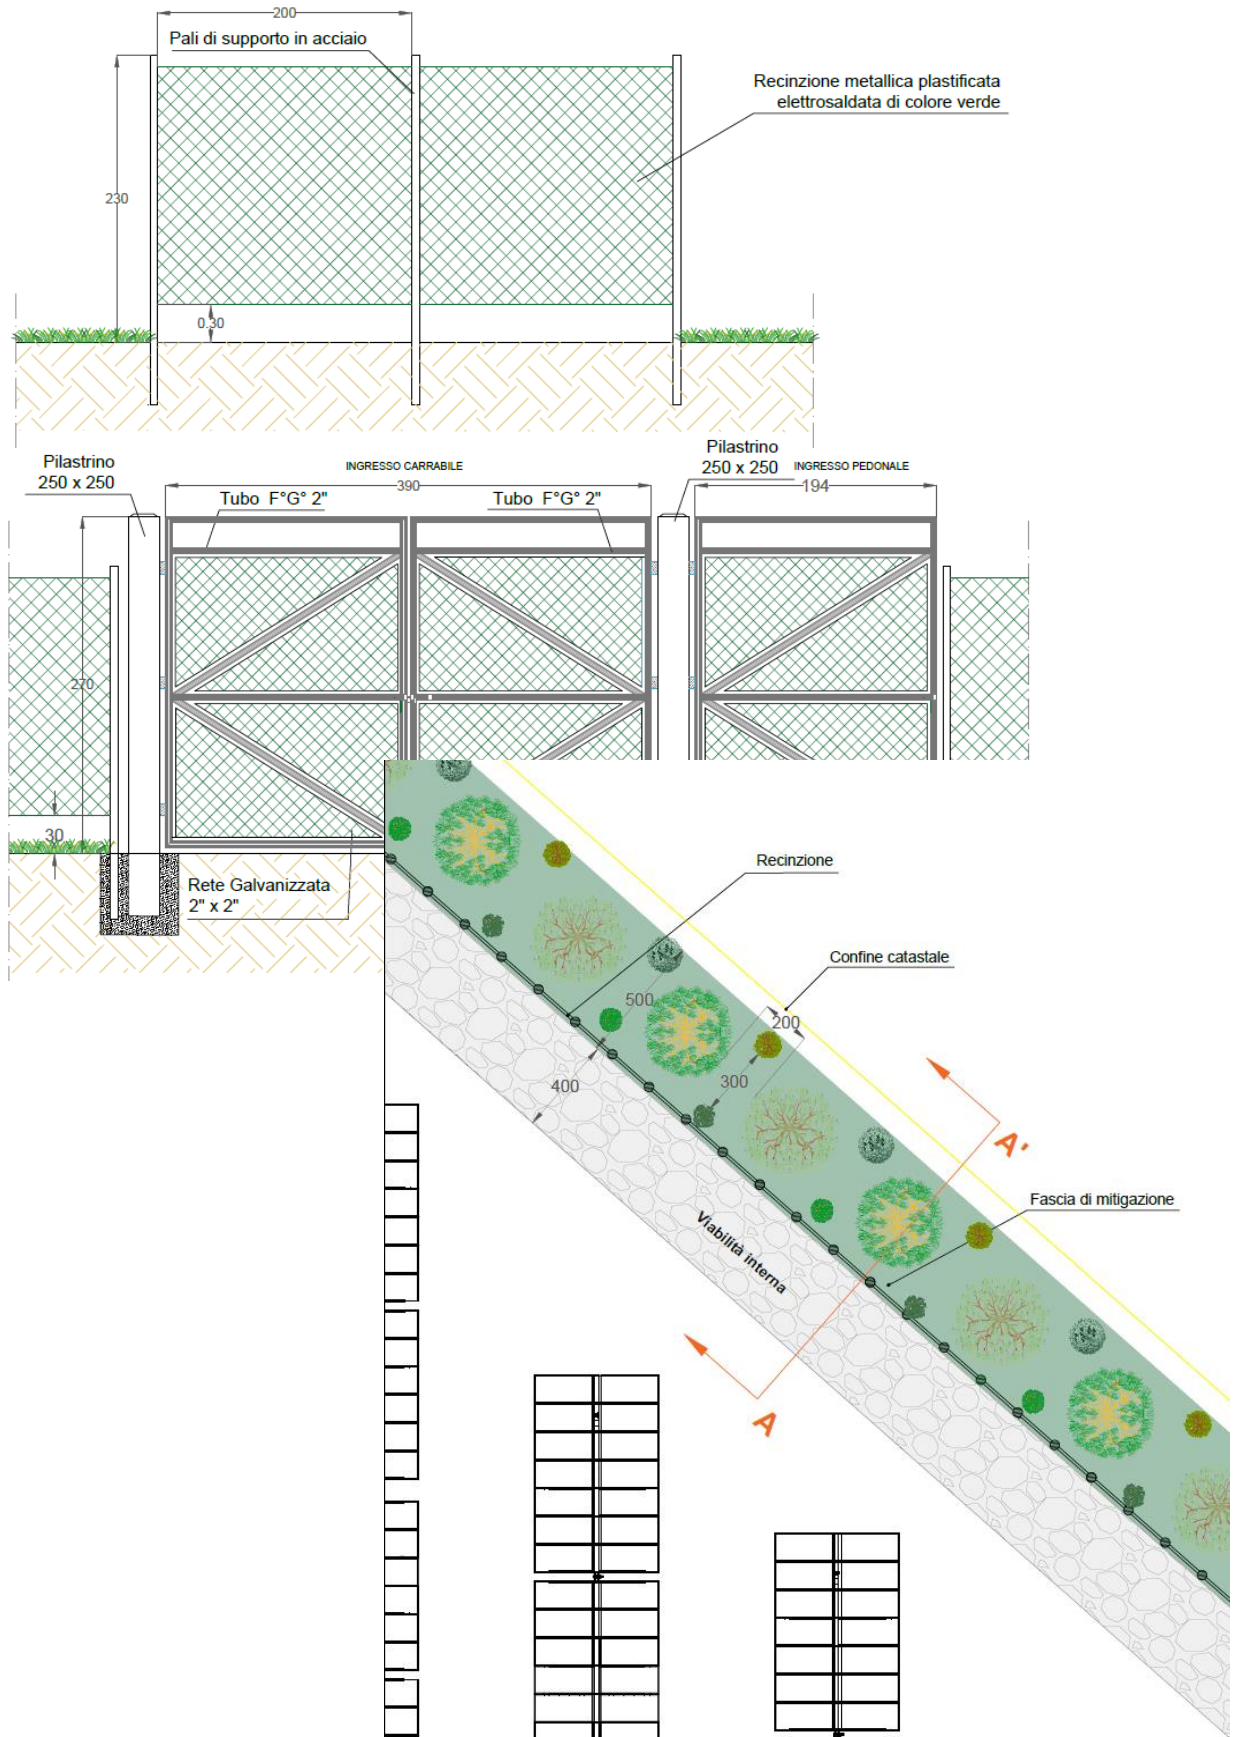 200
Pali di supporto in acciaio
Recinzione metallica plastificata
elettrosaldata di colore verde
230
0.30
Pilastrino
250 x 250
INGRESSO CARRABILE
390
Tubo F°G° 2"
Tubo F°G° 2"
Pilastrino
250 x 250
INGRESSO PEDONALE
194
270
30
Rete Galvanizzata
2" x 2"
Recinzione
Confine catastale
500
200
300
400
A'
Fascia di mitigazione
Viabilità interna
A